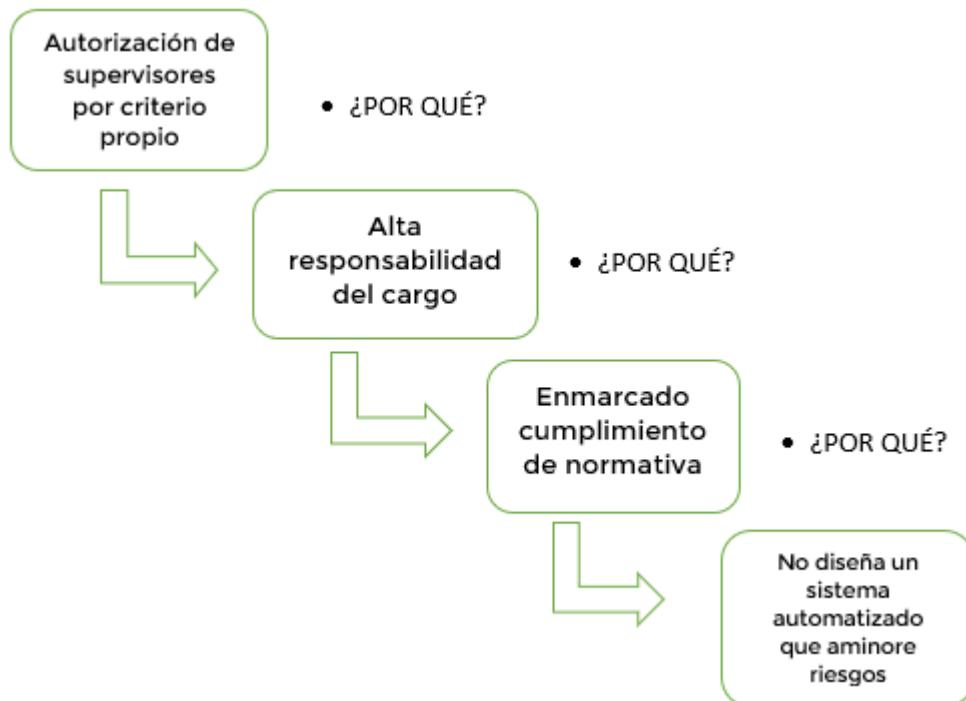 Autorización de
supervisores
por criterio
propio
• ¿POR QUÉ?
Alta
responsabilidad
del cargo
• ¿POR QUÉ?
Enmarcado
cumplimiento
de normativa
• ¿POR QUÉ?
No diseña un
sistema
automatizado
que aminore
riesgos